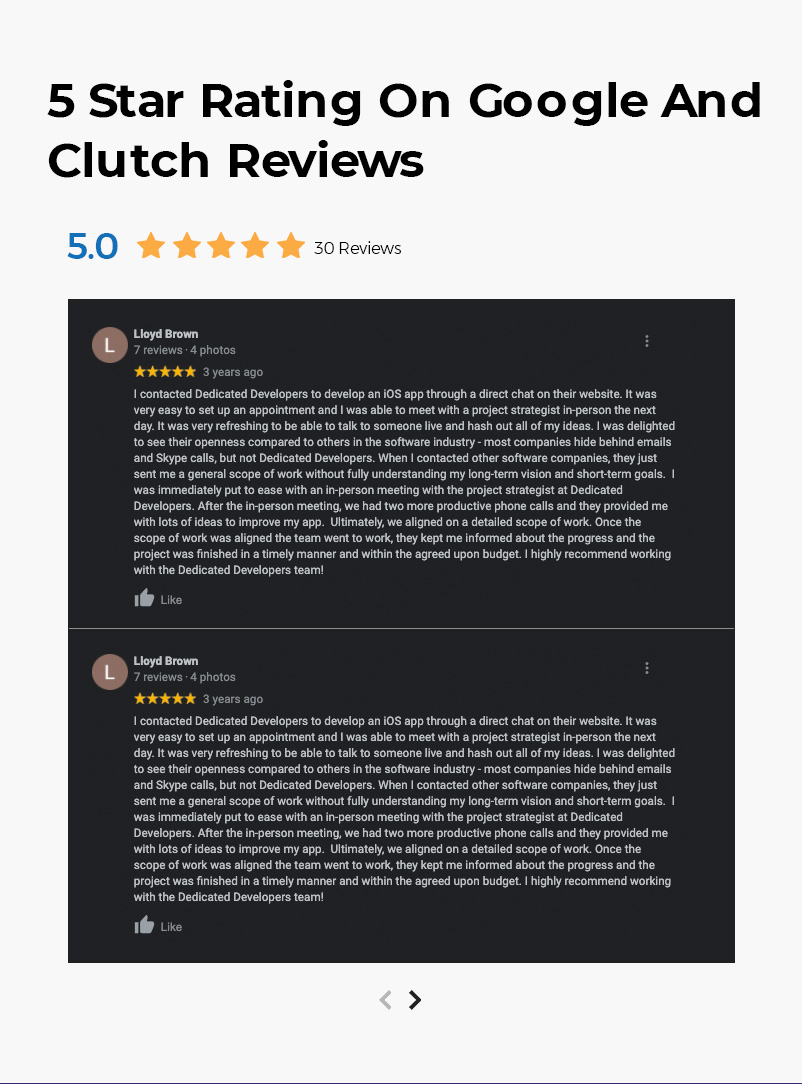 5 Star Rating On Google And
Clutch Reviews
5.0 30 Reviews
L
Lloyd Brown
7 reviews · 4 photos
3 years ago
I contacted Dedicated Developers to develop an iOS app through a direct chat on their website. It was
very easy to set up an appointment and I was able to meet with a project strategist in-person the next
day. It was very refreshing to be able to talk to someone live and hash out all of my ideas. I was delighted
to see their openness compared to others in the software industry - most companies hide behind emails
and Skype calls, but not Dedicated Developers. When I contacted other software companies, they just
sent me a general scope of work without fully understanding my long-term vision and short-term goals. I
was immediately put to ease with an in-person meeting with the project strategist at Dedicated
Developers. After the in-person meeting, we had two more productive phone calls and they provided me
with lots of ideas to improve my app. Ultimately, we aligned on a detailed scope of work. Once the
scope of work was aligned the team went to work, they kept me informed about the progress and the
project was finished in a timely manner and within the agreed upon budget. I highly recommend working
with the Dedicated Developers team!
Like
L
Lloyd Brown
7 reviews · 4 photos
3 years ago
I contacted Dedicated Developers to develop an iOS app through a direct chat on their website. It was
very easy to set up an appointment and I was able to meet with a project strategist in-person the next
day. It was very refreshing to be able to talk to someone live and hash out all of my ideas. I was delighted
to see their openness compared to others in the software industry - most companies hide behind emails
and Skype calls, but not Dedicated Developers. When I contacted other software companies, they just
sent me a general scope of work without fully understanding my long-term vision and short-term goals. I
was immediately put to ease with an in-person meeting with the project strategist at Dedicated
Developers. After the in-person meeting, we had two more productive phone calls and they provided me
with lots of ideas to improve my app. Ultimately, we aligned on a detailed scope of work. Once the
scope of work was aligned the team went to work, they kept me informed about the progress and the
project was finished in a timely manner and within the agreed upon budget. I highly recommend working
with the Dedicated Developers team!
Like